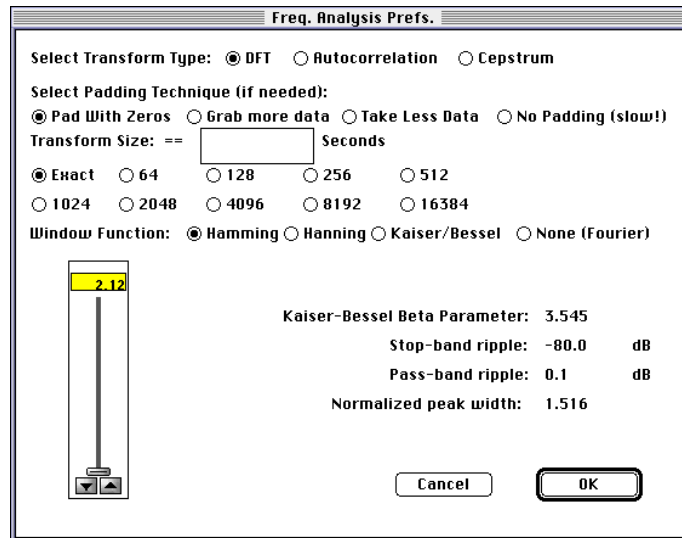 Freq. Analysis Prefs.
Select Transform Type: DFT Autocorrelation Cepstrum
Select Padding Technique (if needed):
Pad With Zeros Grab more data Take Less Data No Padding (slow!)
Transform Size: == Seconds
Exact 64 128 256 512
1024 2048 4096 8192 16384
Window Function: Hamming Hanning Kaiser/Bessel None (Fourier)
2.12
Kaiser-Bessel Beta Parameter: 3.545
Stop-band ripple: -80.0 dB
Pass-band ripple: 0.1 dB
Normalized peak width: 1.516
Cancel OK